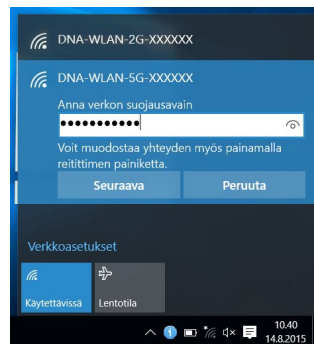 DNA-WLAN-2G-XXXXXX
DNA-WLAN-5G-XXXXXX
Anna verkon suojausavain
●●●●●●●●●●●
Voit muodostaa yhteyden myös painamalla
reitittimen painiketta.
Seuraava Peruuta
Verkkoasetukset
Käytettävissä Lentotila
10.40
14.8.2015